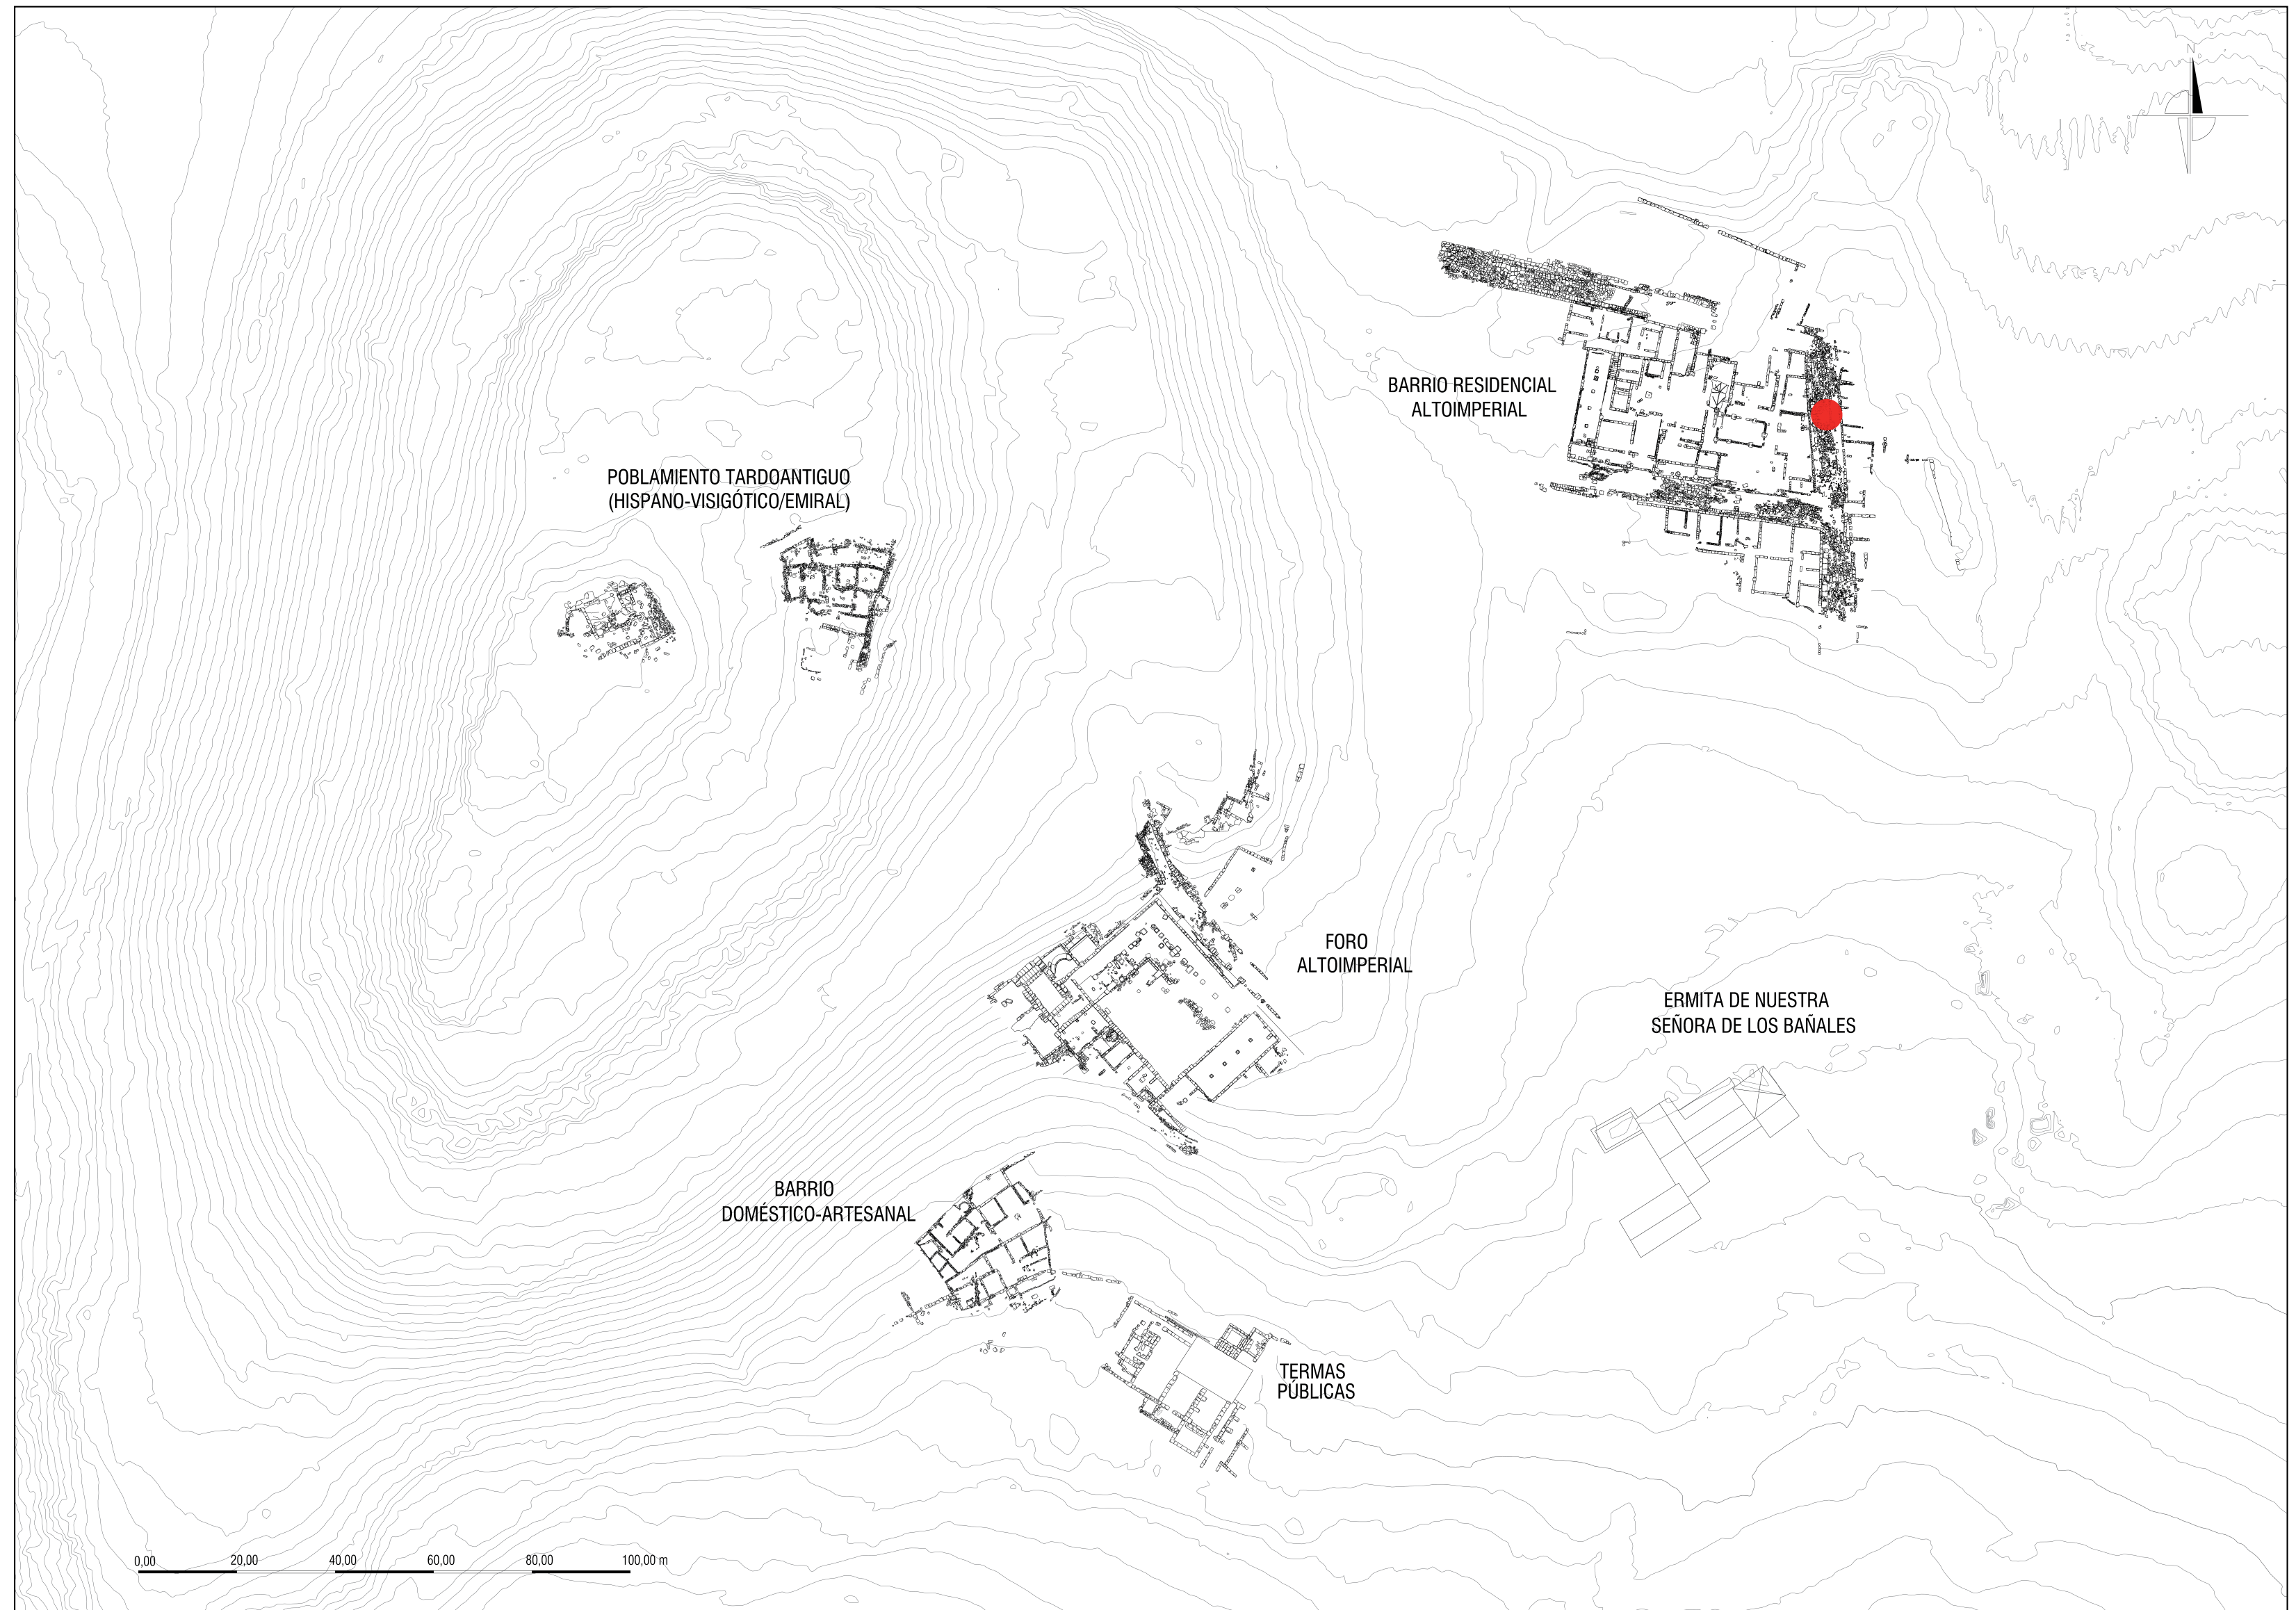 N
BARRIO RESIDENCIAL
ALTOIMPERIAL
POBLAMIENTO TARDOANTIGUO
(HISPANO-VISIGÓTICO/EMIRAL)
FORO
ALTOIMPERIAL
ERMITA DE NUESTRA
SEÑORA DE LOS BAÑALES
BARRIO
DOMÉSTICO-ARTESANAL
TERMAS
PÚBLICAS
0,00 20,00 40,00 60,00 80,00 100,00 m